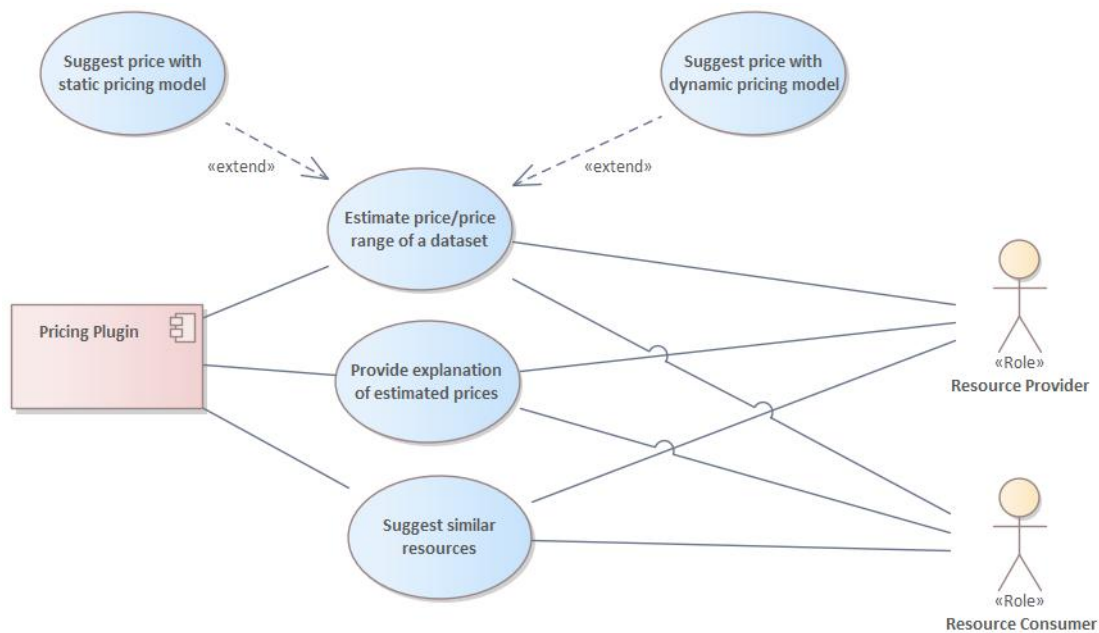 Suggest price with
static pricing model
Suggest price with
dynamic pricing model
«extend»
«extend»
Estimate price/price
range of a dataset
Pricing Plugin
Provide explanation
of estimated prices
«Role»
Resource Provider
Suggest similar
resources
«Role»
Resource Consumer